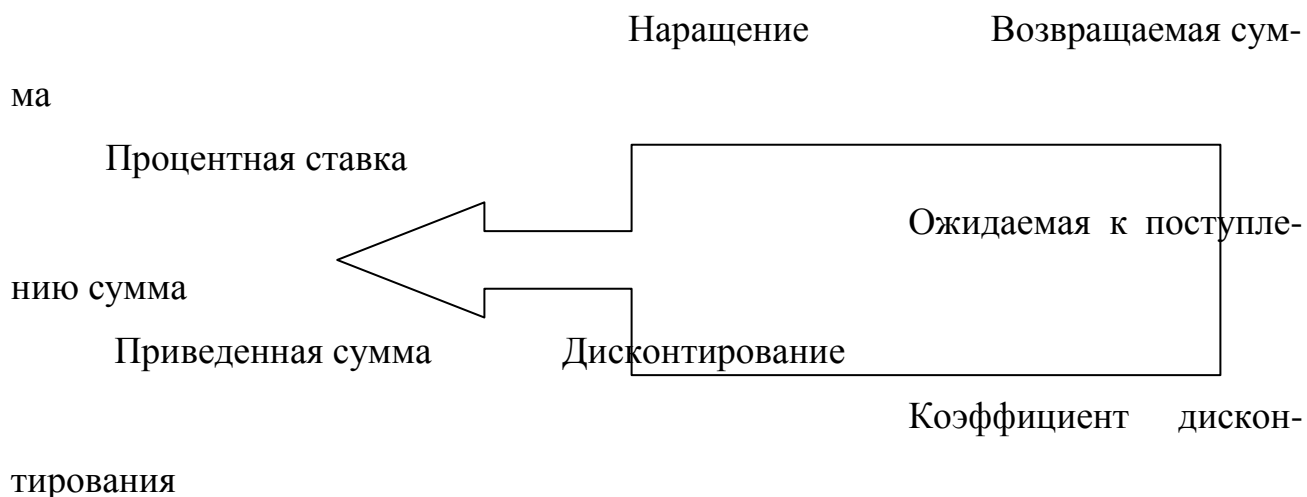 Наращение Возвращаемая сум-
ма
Процентная ставка
Ожидаемая к поступле-
нию сумма
Приведенная сумма Дисконтирование
Коэффициент дискон-
тирования